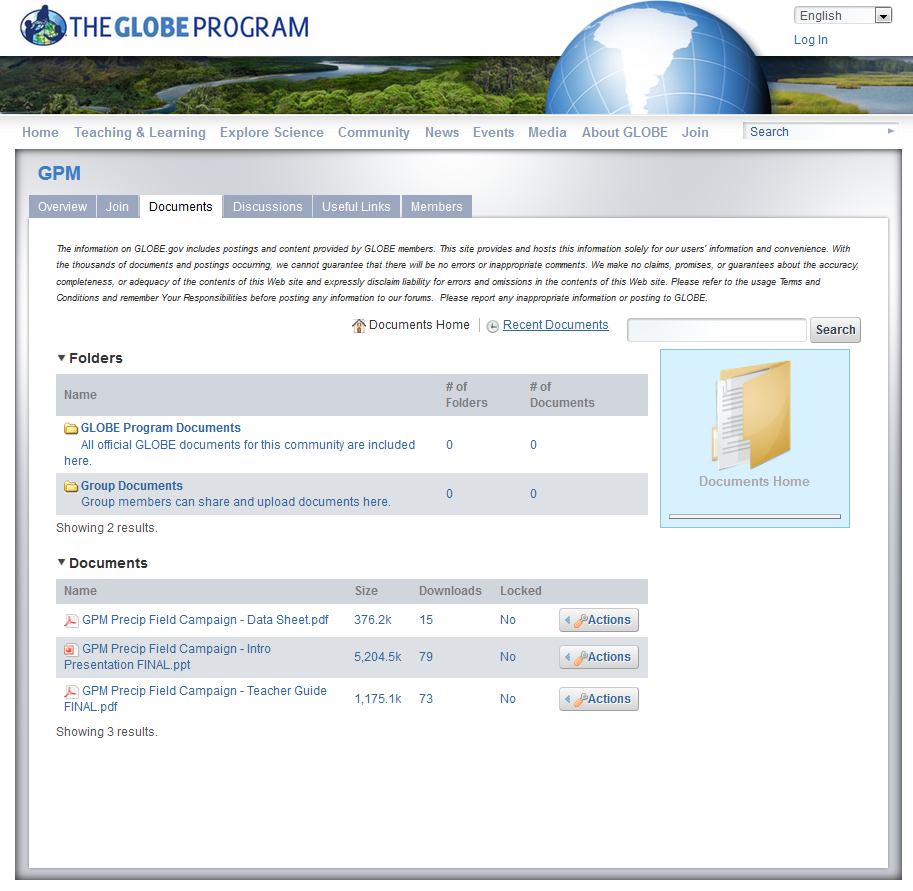 THE GLOBE PROGRAM
English
Log In
Home Teaching & Learning Explore Science Community News Events Media About GLOBE Join Search
GPM
Overview Join Documents Discussions Useful Links Members
The information on GLOBE.gov includes postings and content provided by GLOBE members. This site provides and hosts this information solely for our users' information and convenience. With
the thousands of documents and postings occurring, we cannot guarantee that there will be no errors or inappropriate comments. We make no claims, promises, or guarantees about the accuracy,
completeness, or adequacy of the contents of this Web site and expressly disclaim liability for errors and omissions in the contents of this Web site. Please refer to the usage Terms and
Conditions and remember Your Responsibilities before posting any information to our forums. Please report any inappropriate information or posting to GLOBE.
Documents Home Recent Documents Search
Folders
Name # of Folders # of Documents
GLOBE Program Documents
All official GLOBE documents for this community are included 0 0
here.
Group Documents
Group members can share and upload documents here. 0 0
Showing 2 results.
Documents Home
Documents
Name Size Downloads Locked
GPM Precip Field Campaign - Data Sheet.pdf 376.2k 15 No Actions
GPM Precip Field Campaign - Intro
Presentation FINAL.ppt 5,204.5k 79 No Actions
GPM Precip Field Campaign - Teacher Guide
FINAL.pdf 1,175.1k 73 No Actions
Showing 3 results.